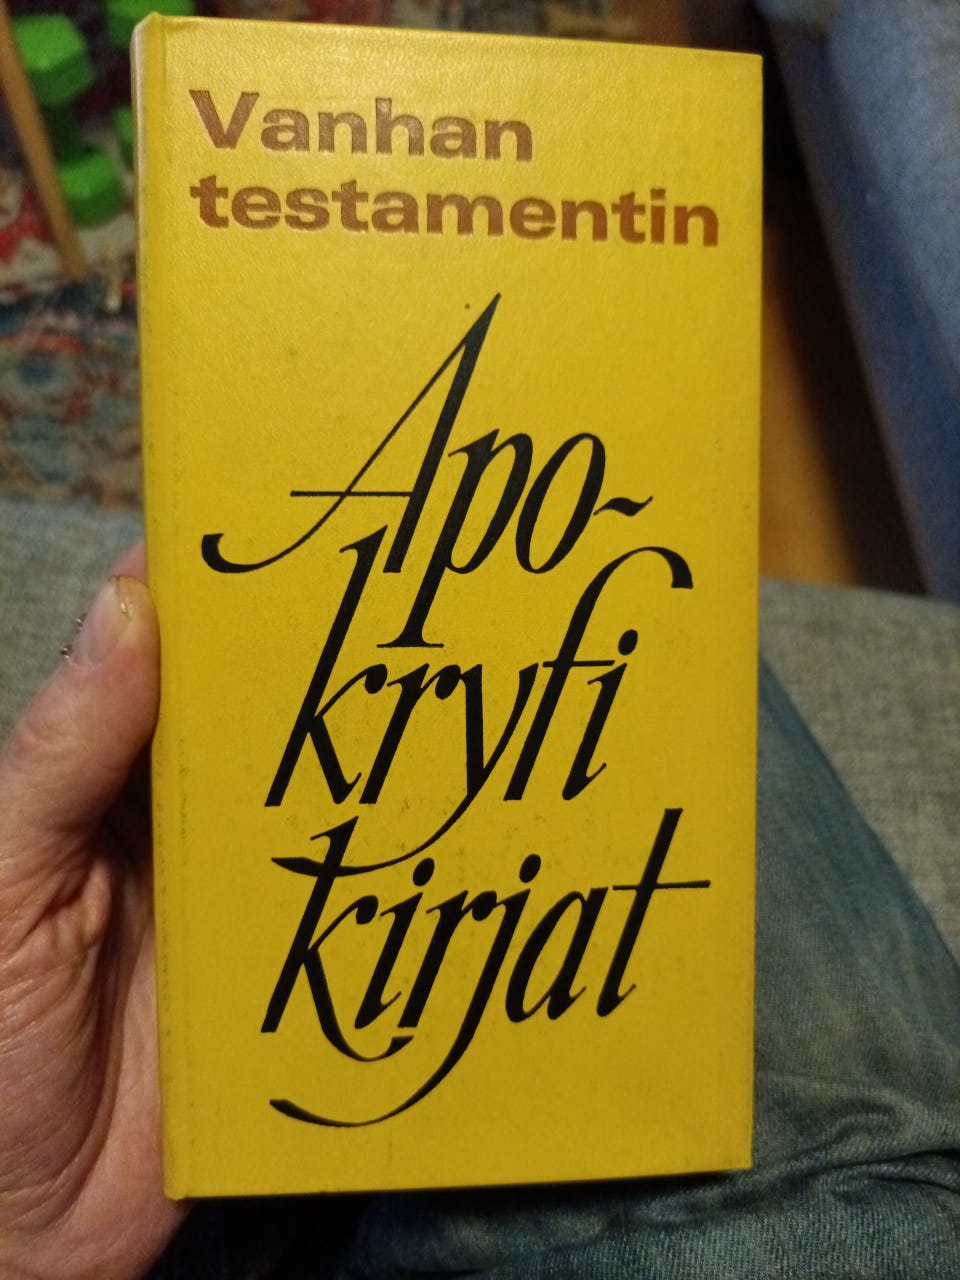 Vanhan
testamentin
Apo-
kryfi
kirjat